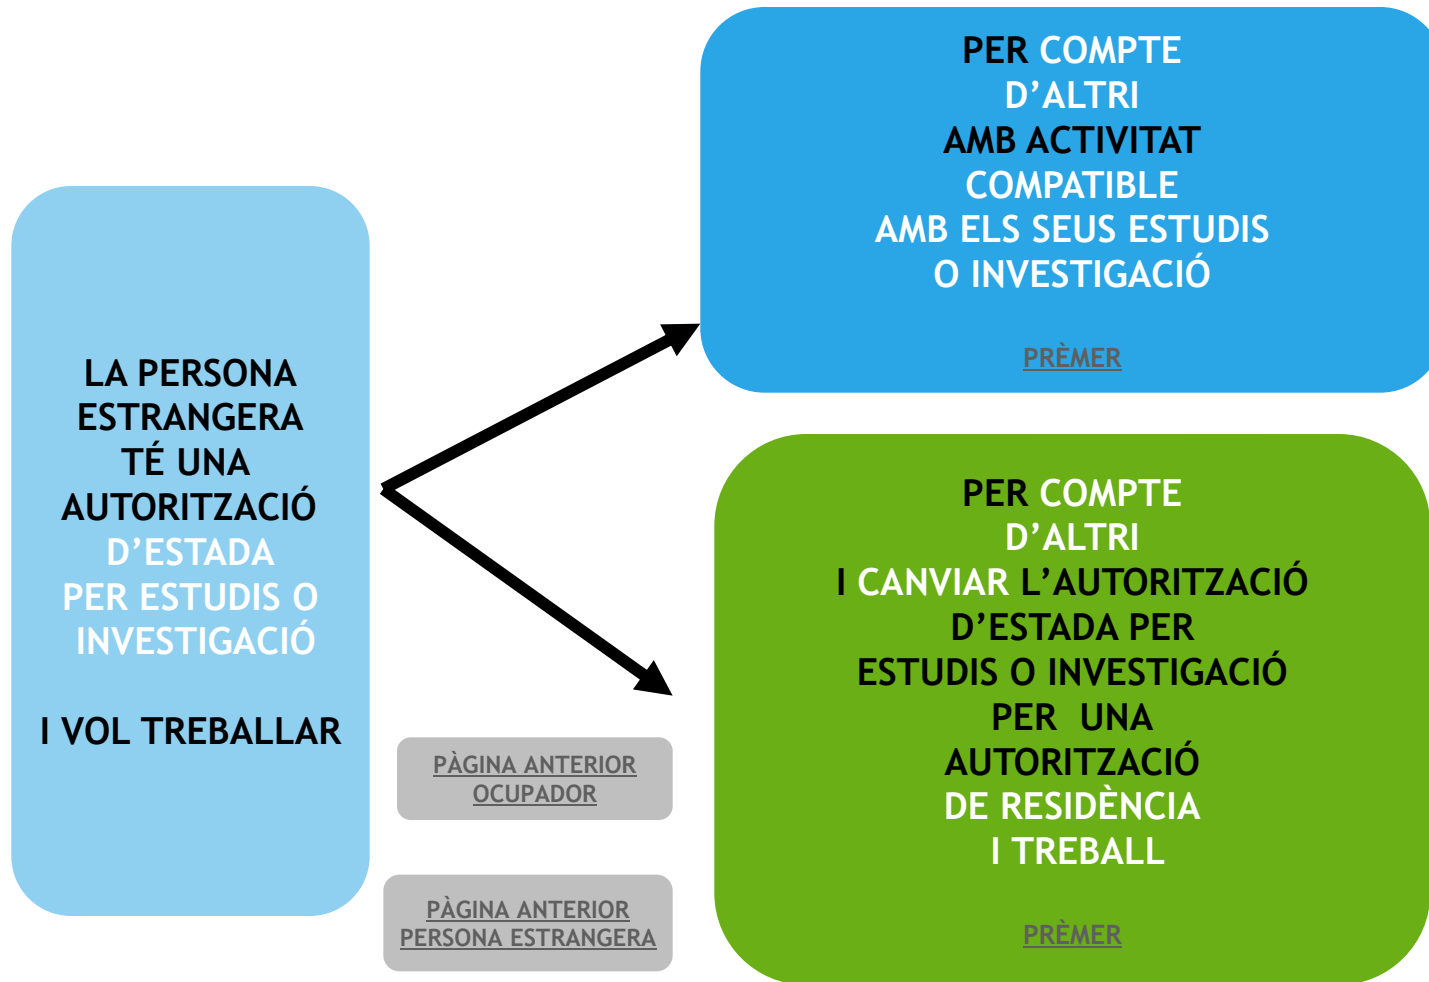 LA PERSONA
ESTRANGERA
TÉ UNA
AUTORITZACIÓ
D’ESTADA
PER ESTUDIS O
INVESTIGACIÓ
I VOL TREBALLAR
PER COMPTE
D’ALTRI
AMB ACTIVITAT
COMPATIBLE
AMB ELS SEUS ESTUDIS
O INVESTIGACIÓ
PRÈMER
PER COMPTE
D’ALTRI
I CANVIAR L’AUTORITZACIÓ
D’ESTADA PER
ESTUDIS O INVESTIGACIÓ
PER UNA
AUTORITZACIÓ
DE RESIDÈNCIA
I TREBALL
PRÈMER
PÀGINA ANTERIOR
OCUPADOR
PÀGINA ANTERIOR
PERSONA ESTRANGERA